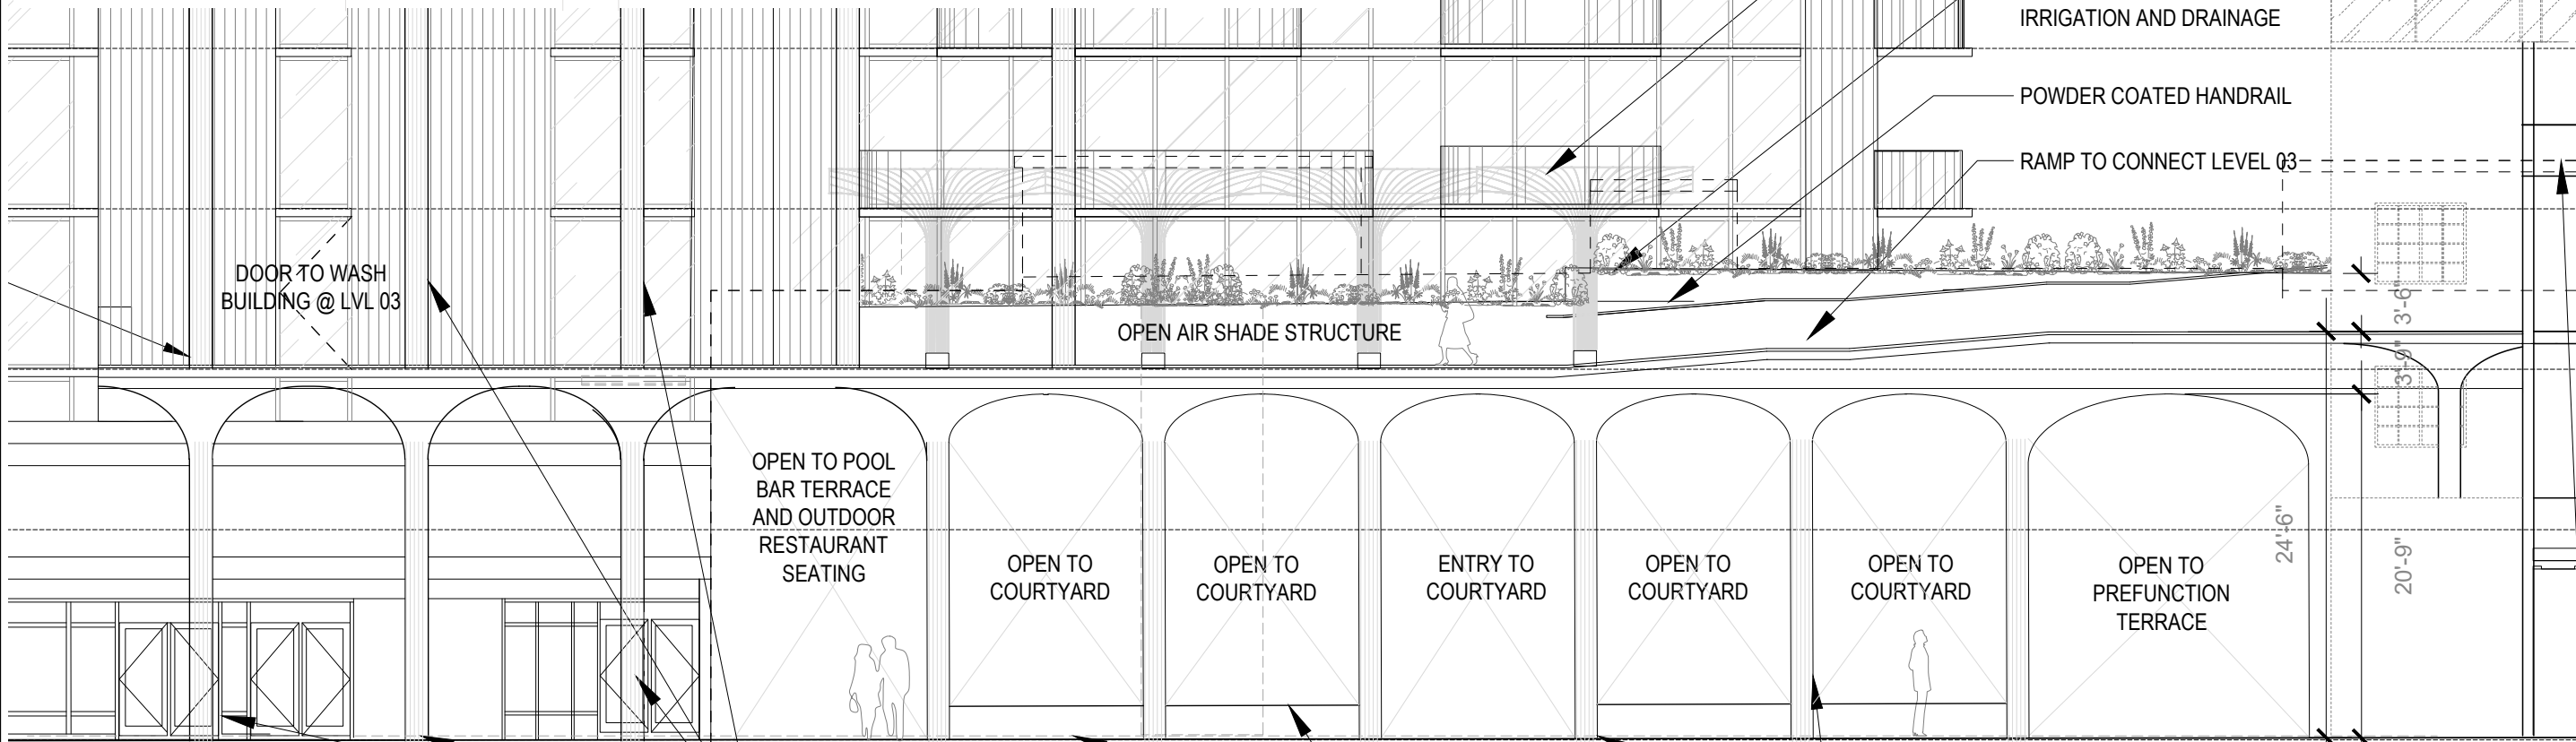 IRRIGATION AND DRAINAGE
POWDER COATED HANDRAIL
RAMP TO CONNECT LEVEL 03
DOOR TO WASH
BUILDING @ LVL 03
OPEN AIR SHADE STRUCTURE
3'-6"
3'-9"
OPEN TO POOL
BAR TERRACE
AND OUTDOOR
RESTAURANT
SEATING
OPEN TO
COURTYARD
OPEN TO
COURTYARD
ENTRY TO
COURTYARD
OPEN TO
COURTYARD
OPEN TO
COURTYARD
OPEN TO
PREFUNCTION
TERRACE
24'-6"
20'-9"